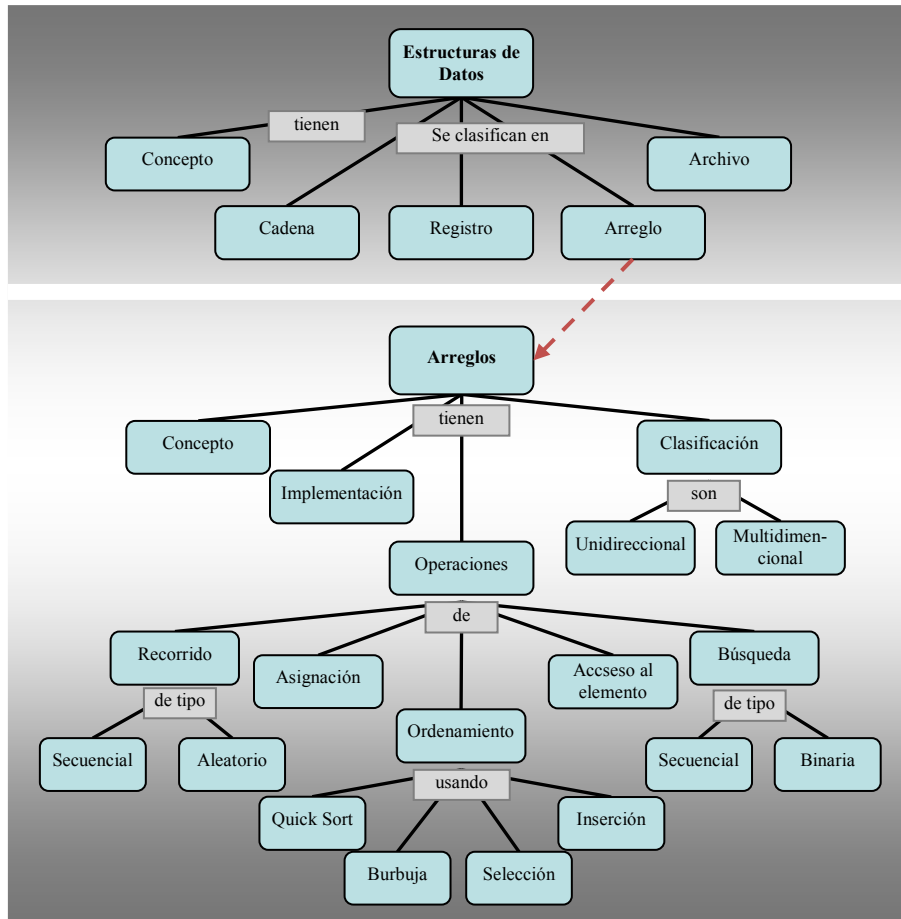 Estructuras de
Datos
tienen
Se clasifican en
Concepto
Archivo
Cadena
Registro
Arreglo
Arreglos
tienen
Concepto
Clasificación
Implementación
son
Unidireccional
Multidimen-
cional
Operaciones
de
Recorrido
Asignación
Accseso al
elemento
Búsqueda
de tipo
de tipo
Ordenamiento
Secuencial
Aleatorio
Secuencial
Binaria
usando
Quick Sort
Inserción
Burbuja
Selección